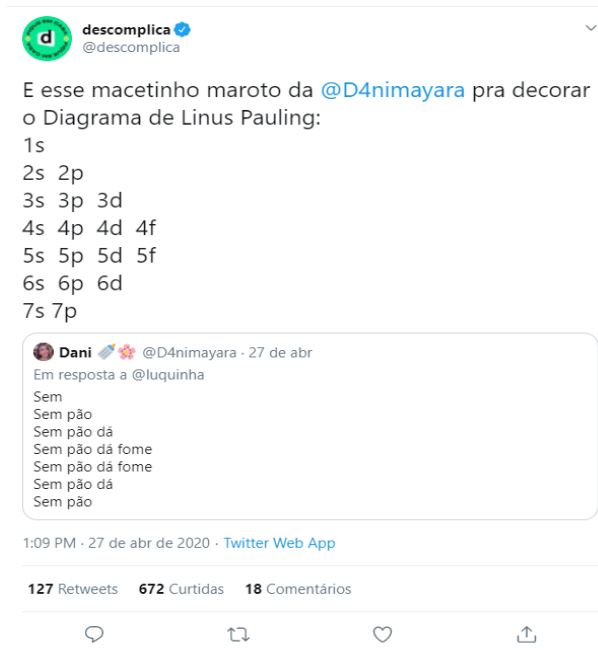 descomplica
@descomplica
E esse macetinho maroto da @D4nimayara pra decorar
o Diagrama de Linus Pauling:
1s
2s 2p
3s 3p 3d
4s 4p 4d 4f
5s 5p 5d 5f
6s 6p 6d
7s 7p
Dani 🍼🌸 @D4nimayara · 27 de abr
Em resposta a @luquinha
Sem
Sem pão
Sem pão dá
Sem pão dá fome
Sem pão dá fome
Sem pão dá
Sem pão
1:09 PM · 27 de abr de 2020 · Twitter Web App
127 Retweets 672 Curtidas 18 Comentários